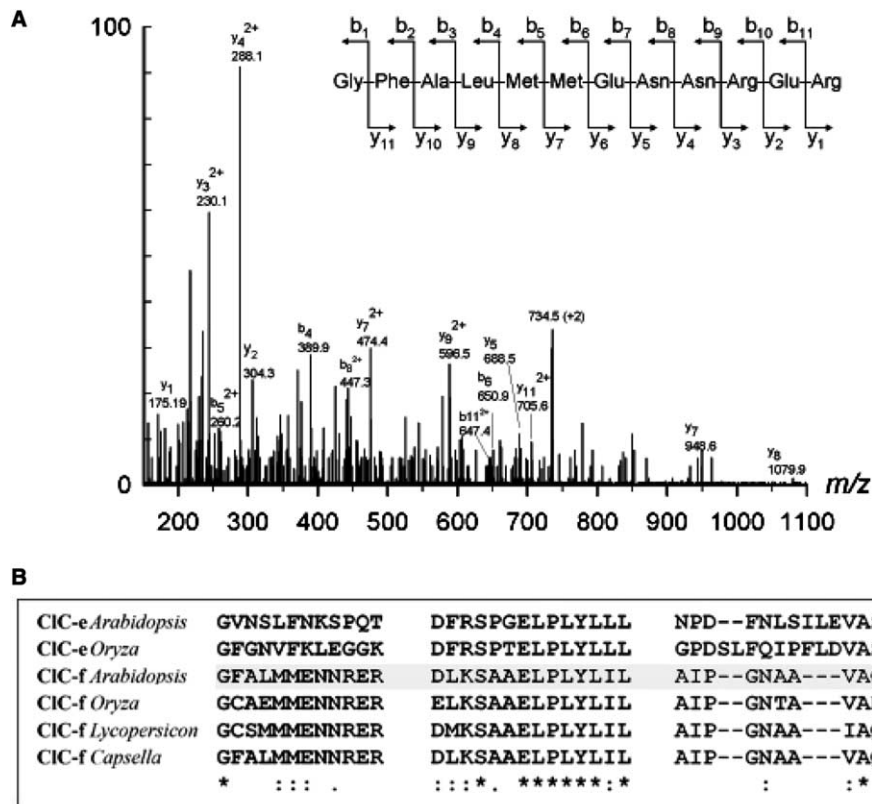 A
100
0
b1 b2 b3 b4 b5 b6 b7 b8 b9 b10 b11
Gly-Phe-Ala-Leu-Met-Met-Glu-Asn-Asn-Arg-Glu-Arg
y11 y10 y9 y8 y7 y6 y5 y4 y3 y2 y1
y4 2+
288.1
y3 2+
230.1
y1
175.19
b5 2+
260.2
y2
304.3
b4
389.9
b8 2+
447.3
y7 2+
474.4
y9 2+
596.5
b11 2+
647.4
b6
650.9
y5
688.5
y11 2+
705.6
734.5 (+2)
y7
948.6
y8
1079.9
200 300 400 500 600 700 800 900 1000 1100
m/z
B
ClC-e Arabidopsis GVNSLFNKSPQT DFRSPGELPLYLLL NPD--FNLSILEVA
ClC-e Oryza GFGNVFKLEGGK DFRSPTELPLYLLL GPDSLFQIPFLDVA
ClC-f Arabidopsis GFALMMENNRER DLKSAAELPLYLIL AIP--GNAA---VA
ClC-f Oryza GCAEMMENNRER ELKSAAELPLYLIL AIP--GNTA---VA
ClC-f Lycopersicon GCSMMMENNRER DMKSAAELPLYLIL AIP--GNAA---IA
ClC-f Capsella GFALMMENNRER DLKSAAELPLYLIL AIP--GNAA---VA
* ::: . :::*. ******:* : :*